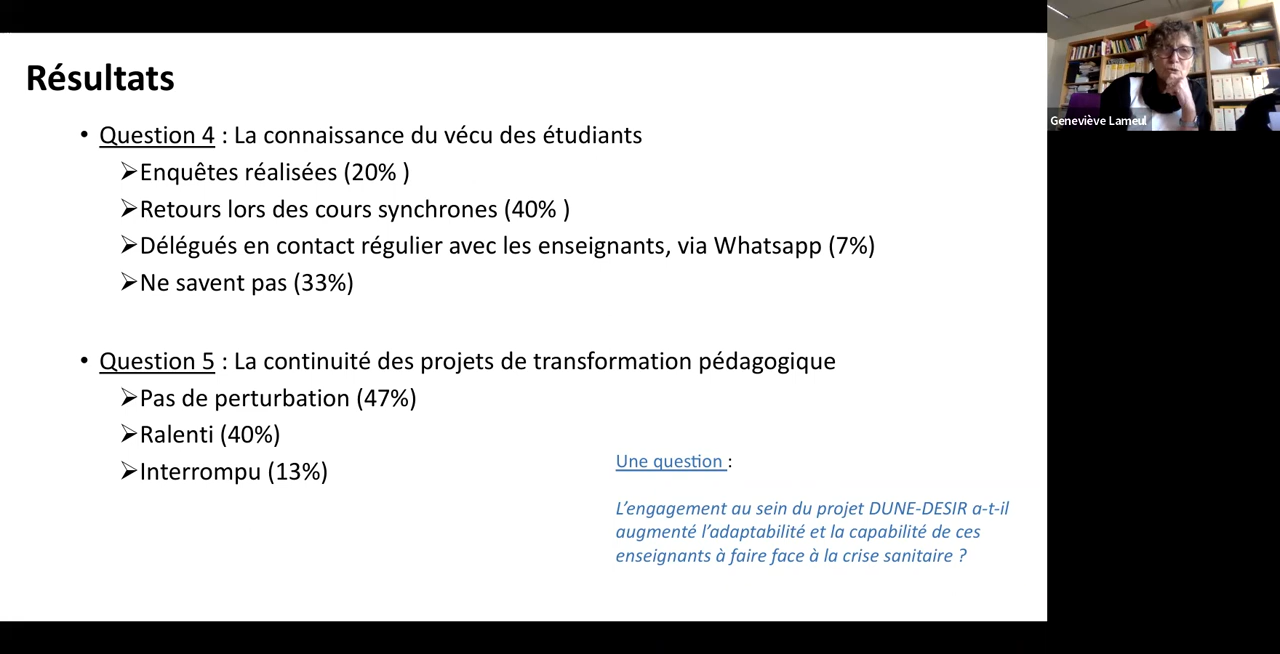 Résultats
• Question 4 : La connaissance du vécu des étudiants
➢Enquêtes réalisées (20% )
➢Retours lors des cours synchrones (40% )
➢Délégués en contact régulier avec les enseignants, via Whatsapp (7%)
➢Ne savent pas (33%)
• Question 5 : La continuité des projets de transformation pédagogique
➢Pas de perturbation (47%)
➢Ralenti (40%)
➢Interrompu (13%)
Une question :
L’engagement au sein du projet DUNE-DESIR a-t-il
augmenté l’adaptabilité et la capabilité de ces
enseignants à faire face à la crise sanitaire ?
Geneviève Lameul